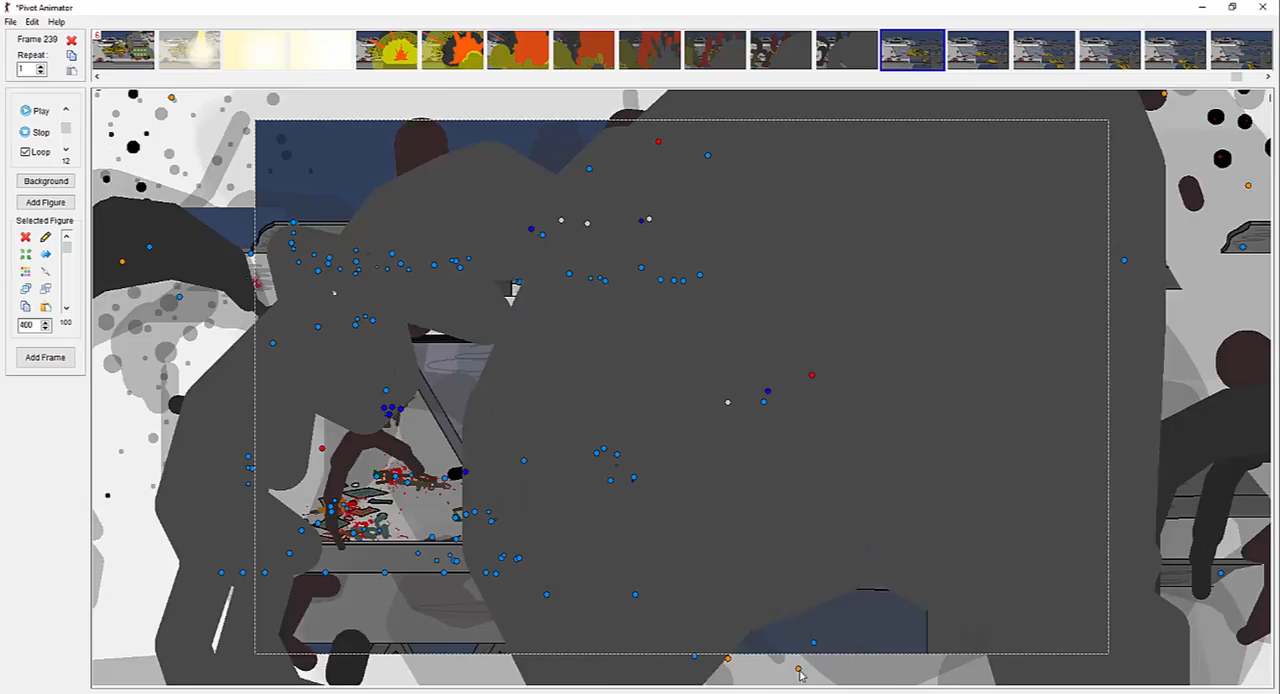 *Pivot Animator
File Edit Help
Frame 239
Repeat:
1
6
Play
Stop
Loop
12
Background
Add Figure
Selected Figure
400
100
Add Frame